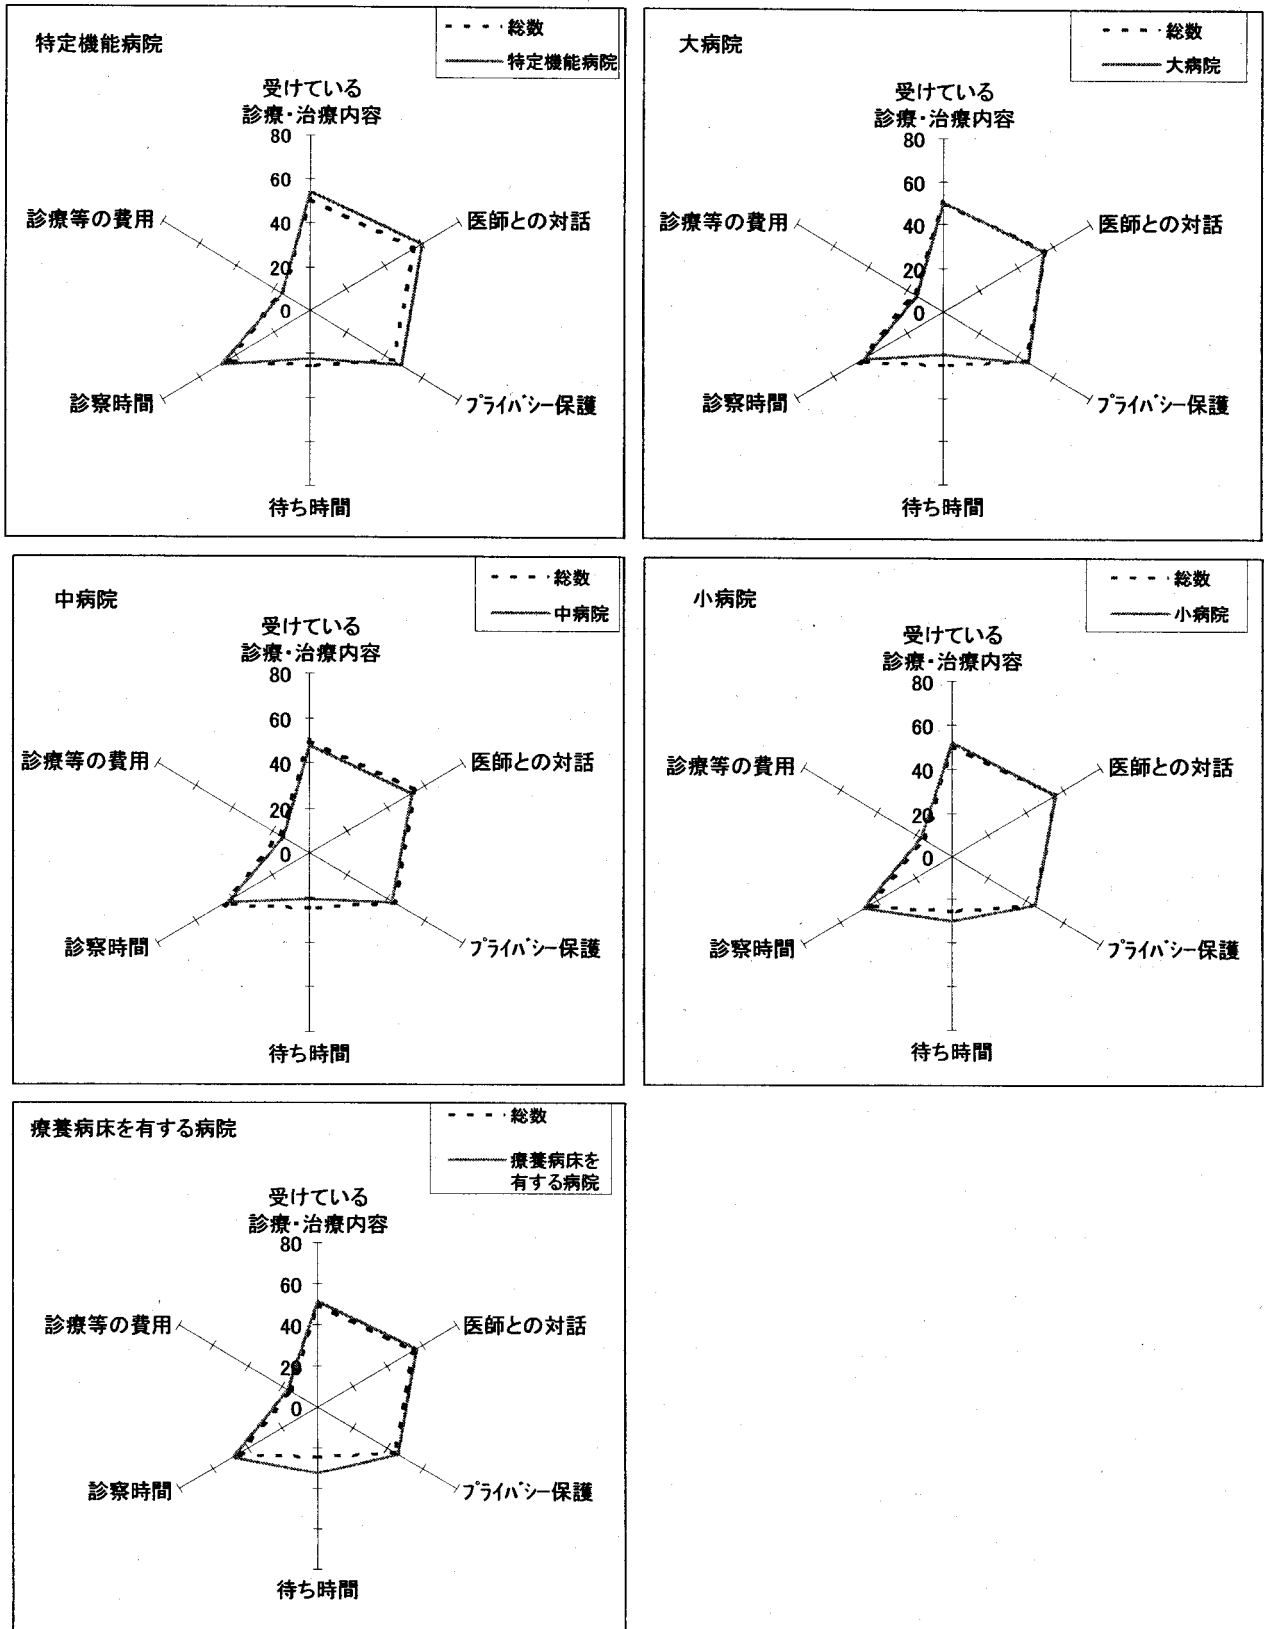 特定機能病院
総数
特定機能病院
受けている
診療・治療内容
80
60
40
20
0
診療等の費用
医師との対話
診察時間
プライバシー保護
待ち時間
大病院
総数
大病院
受けている
診療・治療内容
80
60
40
20
0
診療等の費用
医師との対話
診察時間
プライバシー保護
待ち時間
中病院
総数
中病院
受けている
診療・治療内容
80
60
40
20
0
診療等の費用
医師との対話
診察時間
プライバシー保護
待ち時間
小病院
総数
小病院
受けている
診療・治療内容
80
60
40
20
0
診療等の費用
医師との対話
診察時間
プライバシー保護
待ち時間
療養病床を有する病院
総数
療養病床を
有する病院
受けている
診療・治療内容
80
60
40
20
0
診療等の費用
医師との対話
診察時間
プライバシー保護
待ち時間